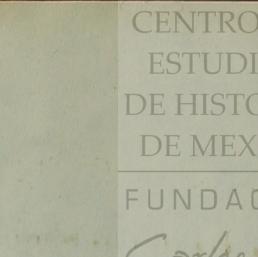 CENTRO
ESTUDI
DE HISTO
DE MEX
FUNDAC